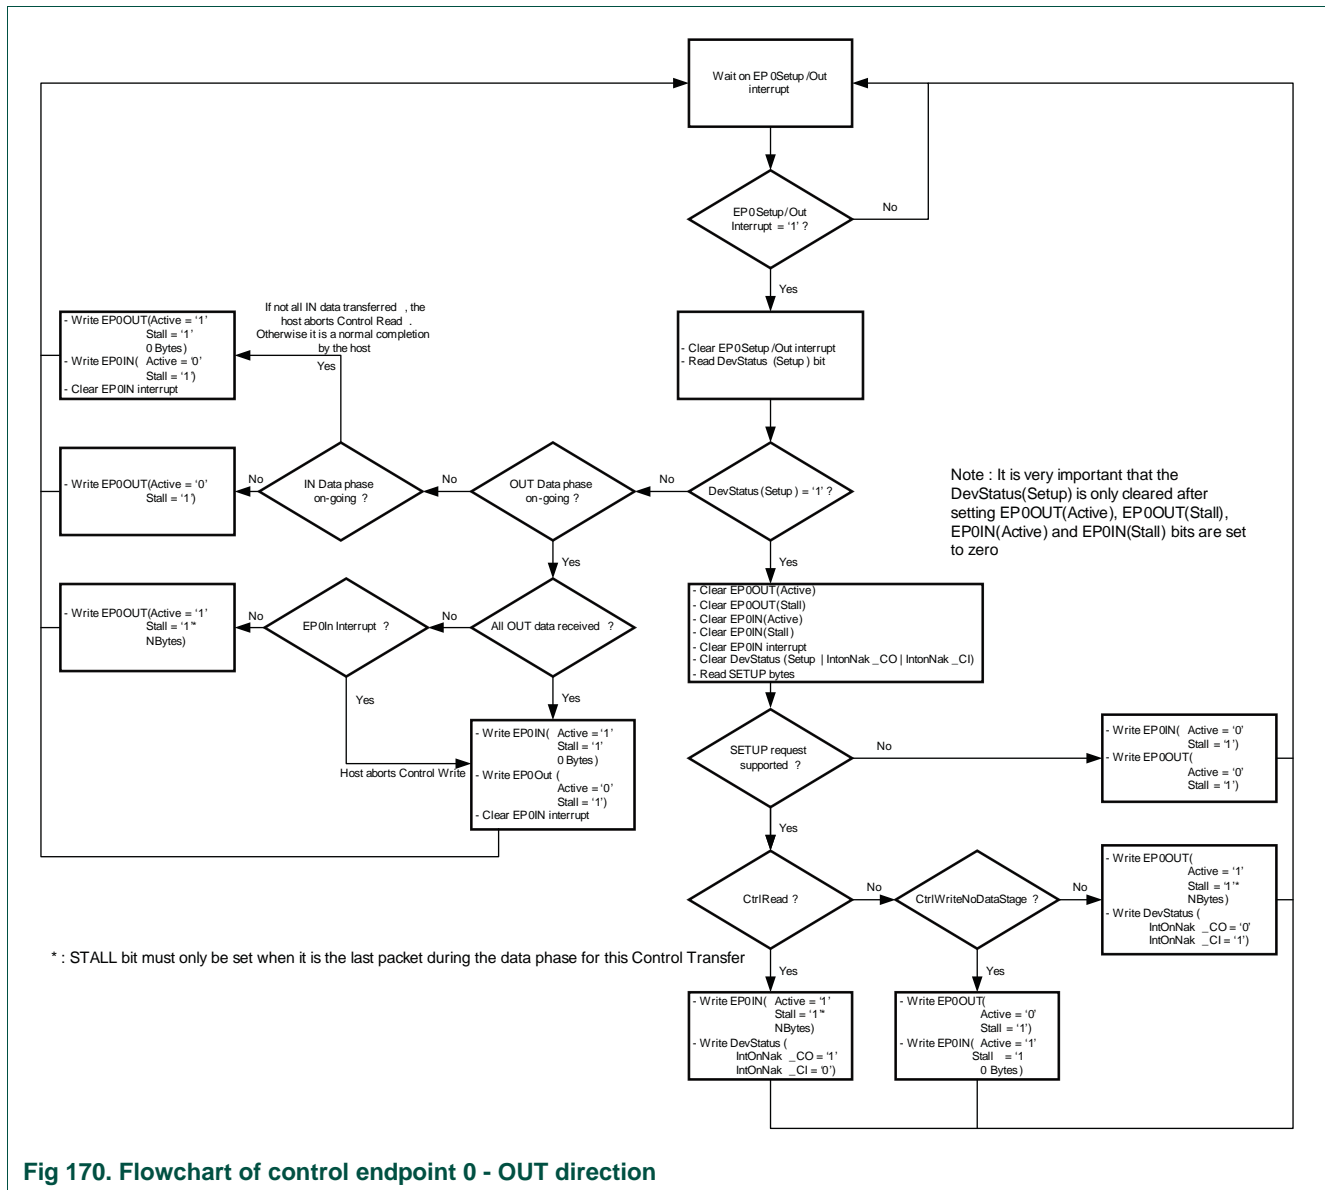 Wait on EP0Setup/Out
interrupt
EP0Setup/Out
Interrupt = '1' ?
No
Yes
- Clear EP0Setup/Out interrupt
- Read DevStatus (Setup) bit
If not all IN data transferred , the
host aborts Control Read .
Otherwise it is a normal completion
by the host
Yes
- Write EP0OUT(Active = '1'
Stall = '1'
0 Bytes)
- Write EP0IN( Active = '0'
Stall = '1')
- Clear EP0IN interrupt
- Write EP0OUT(Active = '0'
Stall = '1')
No
IN Data phase
on-going ?
No
OUT Data phase
on-going ?
No
DevStatus(Setup) = '1' ?
Note : It is very important that the
DevStatus(Setup) is only cleared after
setting EP0OUT(Active), EP0OUT(Stall),
EP0IN(Active) and EP0IN(Stall) bits are set
to zero
Yes
Yes
- Write EP0OUT(Active = '1'
Stall = '1'*
NBytes)
No
EP0In Interrupt ?
No
All OUT data received ?
- Clear EP0OUT(Active)
- Clear EP0OUT(Stall)
- Clear EP0IN(Active)
- Clear EP0IN(Stall)
- Clear EP0IN interrupt
- Clear DevStatus (Setup | IntonNak_CO | IntonNak_CI)
- Read SETUP bytes
Yes
Yes
Host aborts Control Write
- Write EP0IN( Active = '1'
Stall = '1'
0 Bytes)
- Write EP0Out (
Active = '0'
Stall = '1')
- Clear EP0IN interrupt
SETUP request
supported ?
No
- Write EP0IN( Active = '0'
Stall = '1')
- Write EP0OUT(
Active = '0'
Stall = '1')
Yes
CtrlRead ?
No
CtrlWriteNoDataStage ?
No
- Write EP0OUT(
Active = '1'
Stall = '1'*
NBytes)
- Write DevStatus (
IntOnNak _CO = '0'
IntOnNak _CI = '1')
* : STALL bit must only be set when it is the last packet during the data phase for this Control Transfer
Yes
Yes
- Write EP0IN( Active = '1'
Stall = '1'*
NBytes)
- Write DevStatus (
IntOnNak _CO = '1'
IntOnNak _CI = '0')
- Write EP0OUT(
Active = '0'
Stall = '1')
- Write EP0IN( Active = '1'
Stall = '1
0 Bytes)
Fig 170. Flowchart of control endpoint 0 - OUT direction